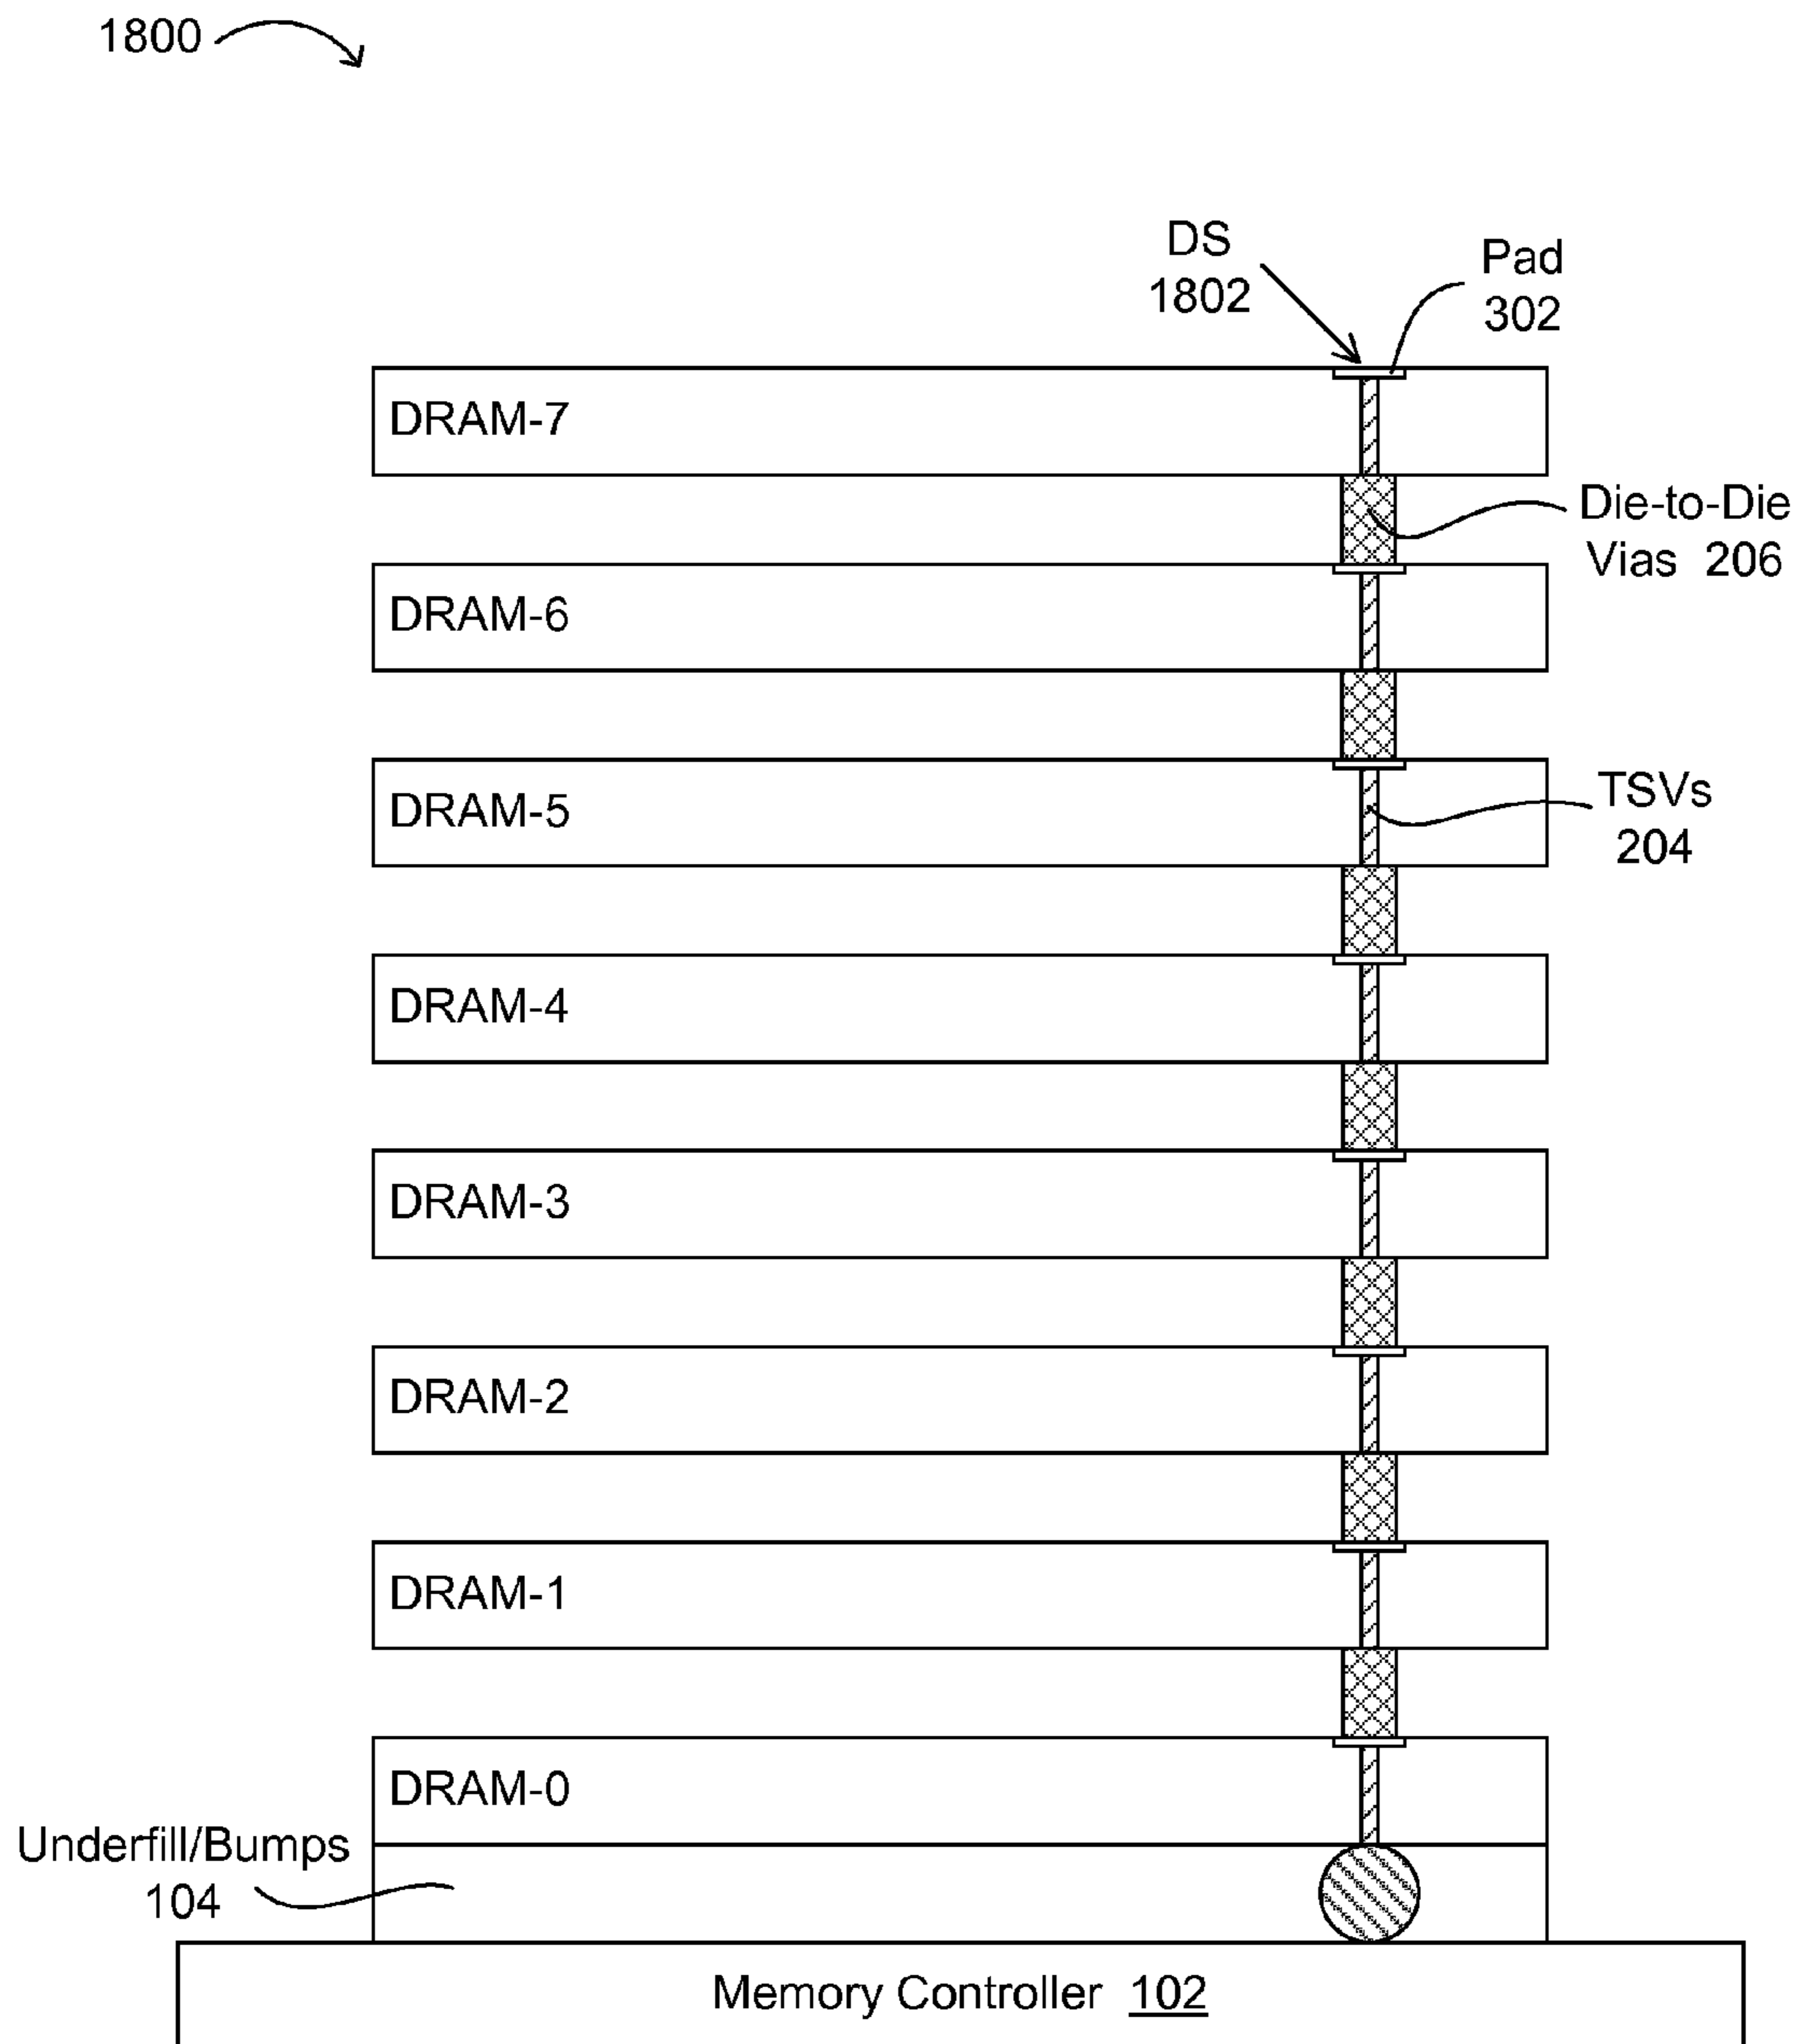 1800
DS
1802
Pad
302
DRAM-7
Die-to-Die
Vias 206
DRAM-6
DRAM-5
TSVs
204
DRAM-4
DRAM-3
DRAM-2
DRAM-1
DRAM-0
Underfill/Bumps
104
Memory Controller 102